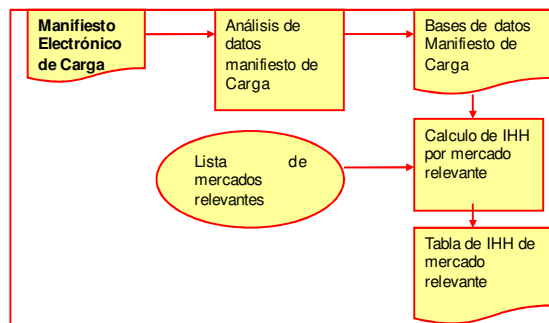 Manifiesto
Electrónico
de Carga
Análisis de
datos
manifiesto de
Carga
Bases de datos
Manifiesto de
Carga
Calculo de IHH
por mercado
relevante
Lista de
mercados
relevantes
Tabla de IHH de
mercado
relevante